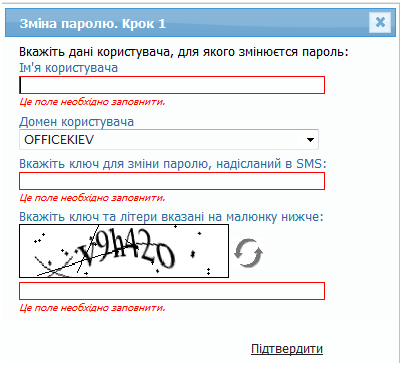 Зміна паролю. Крок 1
Вкажіть дані користувача, для якого змінюєтся пароль:
Ім'я користувача
Це поле необхідно заповнити.
Домен користувача
OFFICEKIEV
Вкажіть ключ для зміни паролю, надісланий в SMS:
Це поле необхідно заповнити.
Вкажіть ключ та літери вказані на малюнку нижче:
v9h420
Це поле необхідно заповнити.
Підтвердити